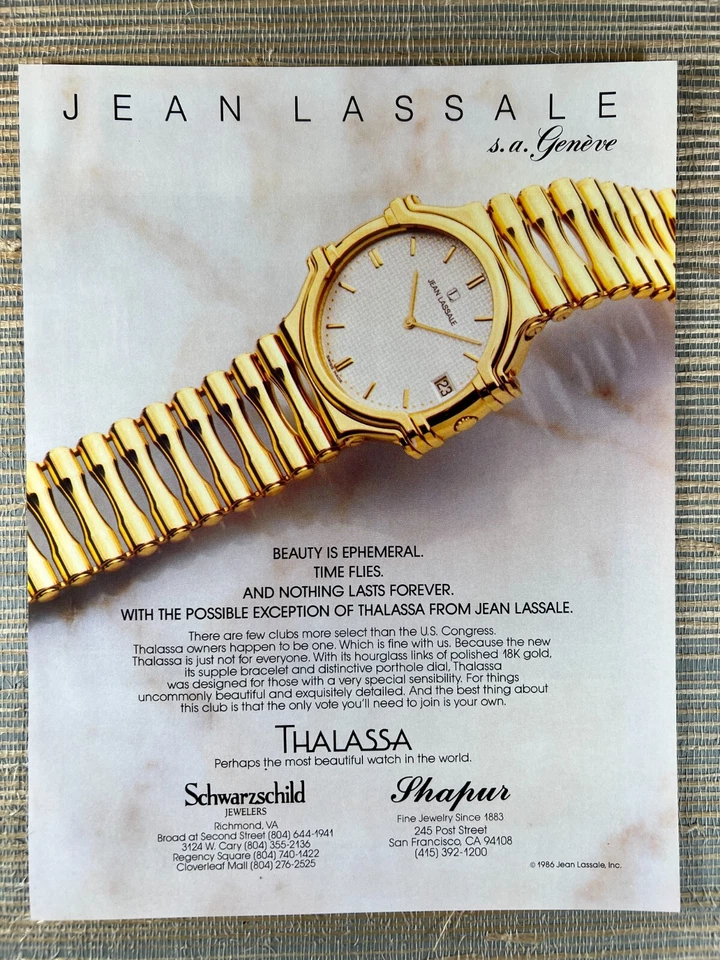 JEAN LASSALE
s.a. Genève
JEAN LASSALE
23
BEAUTY IS EPHEMERAL.
TIME FLIES.
AND NOTHING LASTS FOREVER.
WITH THE POSSIBLE EXCEPTION OF THALASSA FROM JEAN LASSALE.
There are few clubs more select than the U.S. Congress.
Thalassa owners happen to be one. Which is fine with us. Because the new
Thalassa is just not for everyone. With its hourglass links of polished 18K gold,
its supple bracelet and distinctive porthole dial, Thalassa
was designed for those with a very special sensibility. For things
uncommonly beautiful and exquisitely detailed. And the best thing about
this club is that the only vote you'll need to join is your own.
THALASSA
Perhaps the most beautiful watch in the world.
Schwarzschild
JEWELERS
Richmond, VA
Broad at Second Street (804) 644-1941
3124 W. Cary (804) 355-2136
Regency Square (804) 740-1422
Cloverleaf Mall (804) 276-2525
Shapur
Fine Jewelry Since 1883
245 Post Street
San Francisco, CA 94108
(415) 392-1200
© 1986 Jean Lassale, Inc.